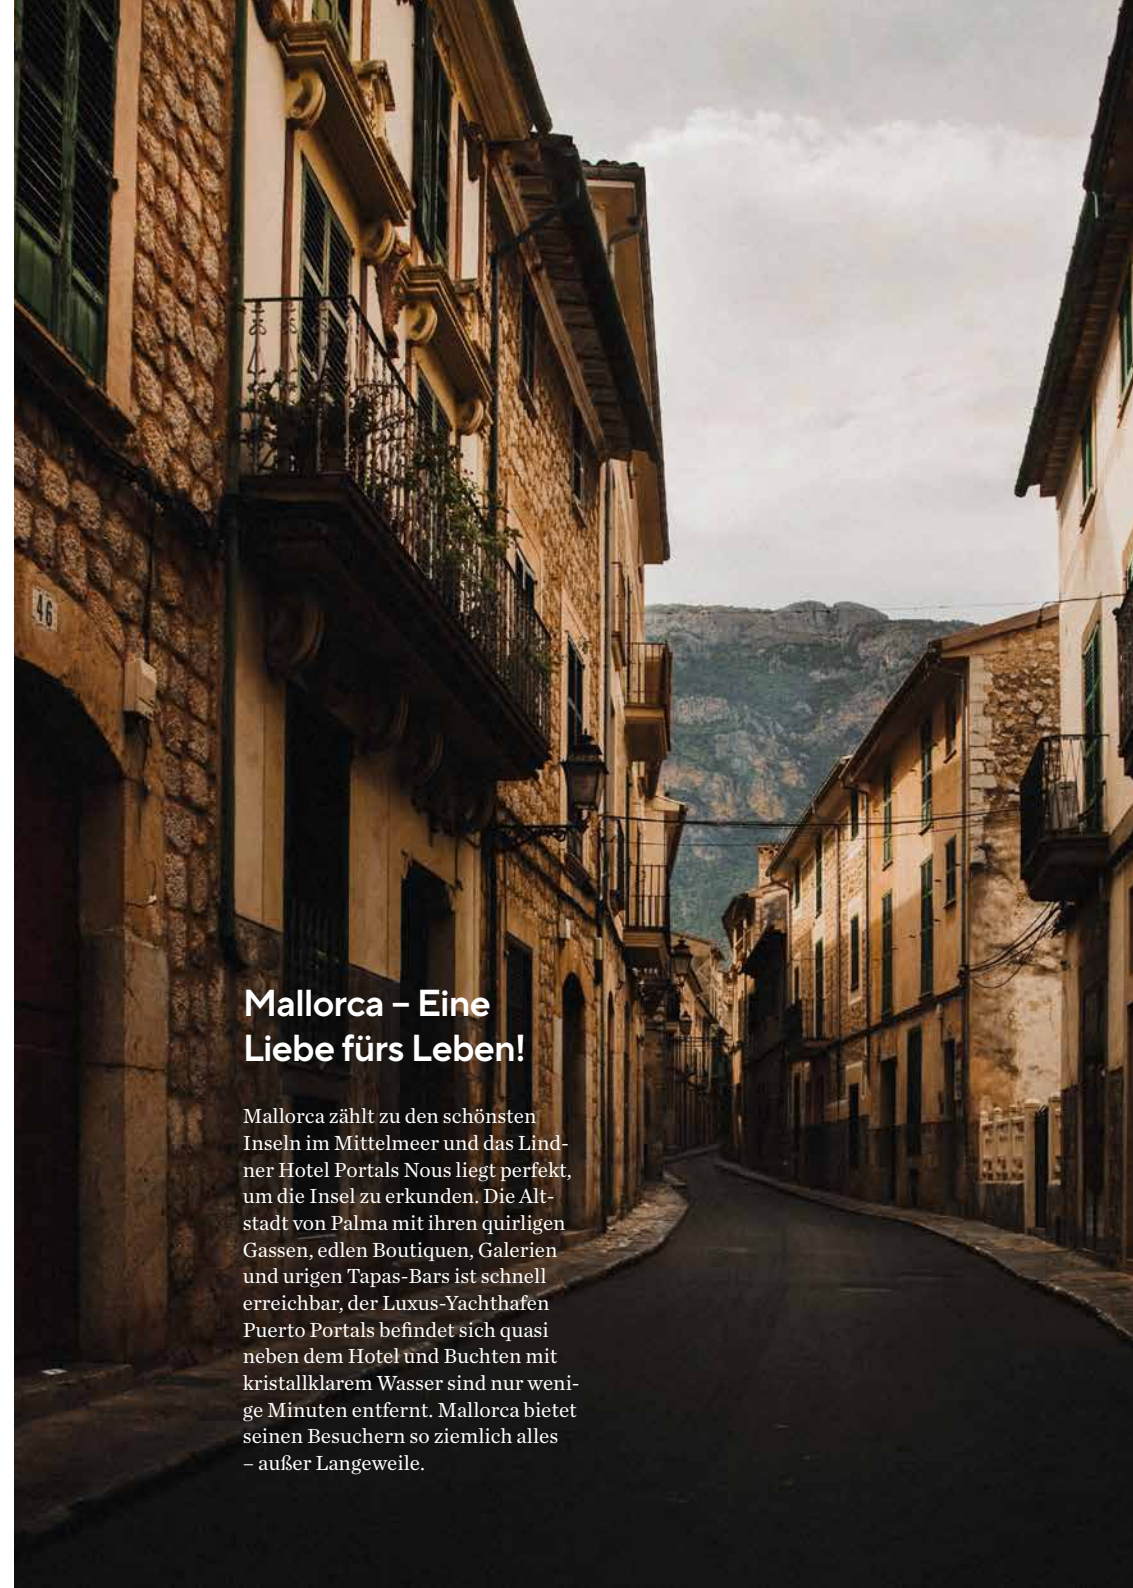 46
Mallorca – Eine
Liebe fürs Leben!
Mallorca zählt zu den schönsten
Inseln im Mittelmeer und das Lind-
ner Hotel Portals Nous liegt perfekt,
um die Insel zu erkunden. Die Alt-
stadt von Palma mit ihren quirligen
Gassen, edlen Boutiquen, Galerien
und urigen Tapas-Bars ist schnell
erreichbar, der Luxus-Yachthafen
Puerto Portals befindet sich quasi
neben dem Hotel und Buchten mit
kristallklarem Wasser sind nur weni-
ge Minuten entfernt. Mallorca bietet
seinen Besuchern so ziemlich alles
– außer Langeweile.